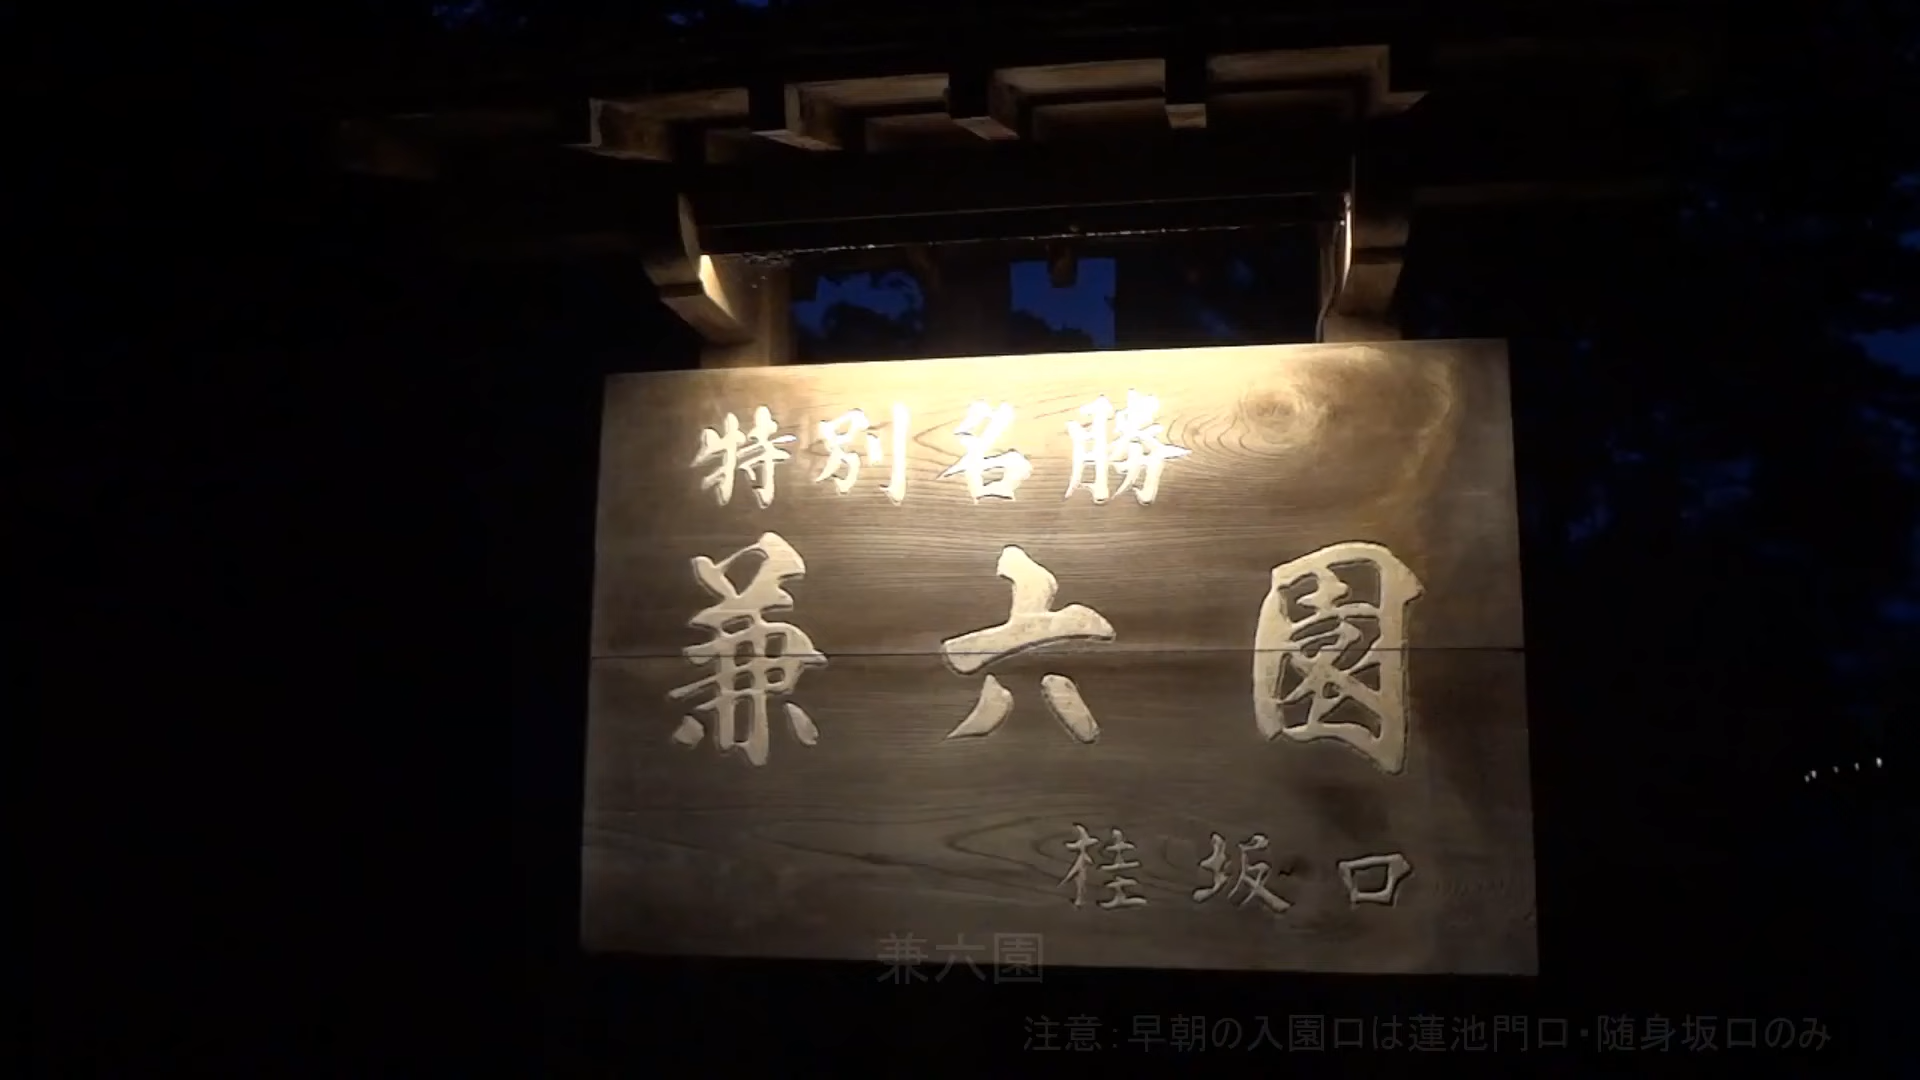 特別名勝
兼六園
桂坂口
兼六園
注意：早朝の入園口は蓮池門口・随身坂口のみ